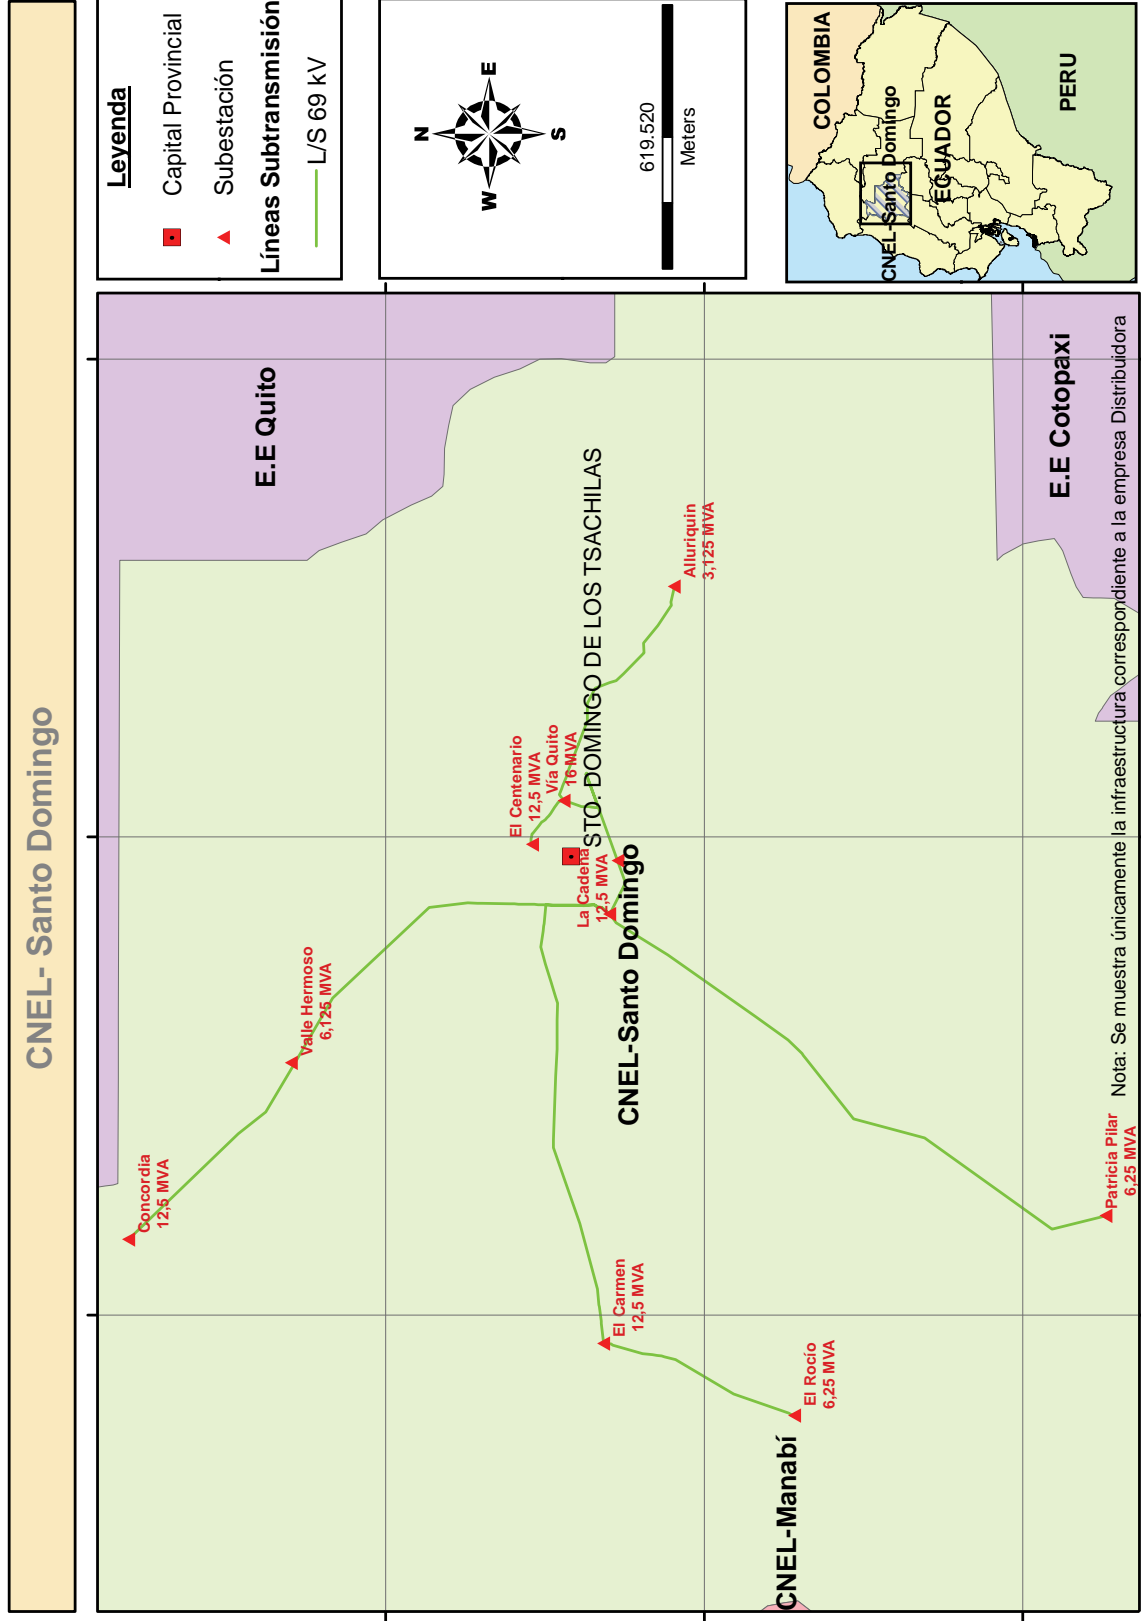 CNEL- Santo Domingo
E.E Quito
Concordia
12,5 MVA
Valle Hermoso
6,125 MVA
El Centenario
12,5 MVA
Vía Quito
16 MVA
STO. DOMINGO DE LOS TSACHILAS
La Cadena
12,5 MVA
CNEL-Santo Domingo
Alluriquin
3,125 MVA
El Carmen
12,5 MVA
El Rocío
6,25 MVA
CNEL-Manabí
E.E Cotopaxi
Patricia Pilar
6,25 MVA
Nota: Se muestra únicamente la infraestructura correspondiente a la empresa Distribuidora
Leyenda
Capital Provincial
Subestación
Líneas Subtransmisión
L/S 69 kV
N
E
W
S
619.520
Meters
COLOMBIA
CNEL-Santo Domingo
ECUADOR
PERU